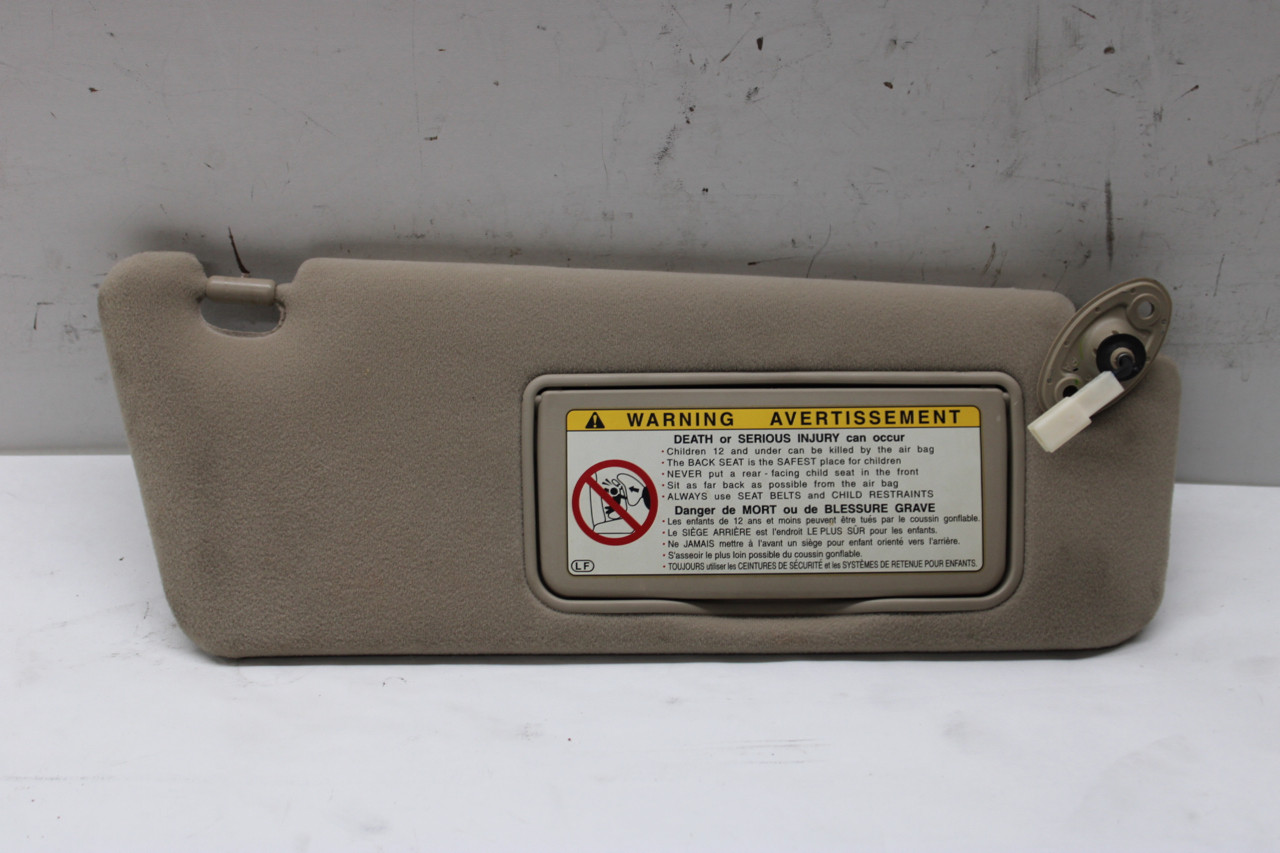 WARNING AVERTISSEMENT
DEATH or SERIOUS INJURY can occur
• Children 12 and under can be killed by the air bag
• The BACK SEAT is the SAFEST place for children
• NEVER put a rear - facing child seat in the front
• Sit as far back as possible from the air bag
• ALWAYS use SEAT BELTS and CHILD RESTRAINTS
Danger de MORT ou de BLESSURE GRAVE
• Les enfants de 12 ans et moins peuvent être tués par le coussin gonflable.
• Le SIÈGE ARRIÈRE est l'endroit LE PLUS SÛR pour les enfants.
• Ne JAMAIS mettre à l'avant un siège pour enfant orienté vers l'arrière.
• S'asseoir le plus loin possible du coussin gonflable.
• TOUJOURS utiliser les CEINTURES DE SÉCURITÉ et les SYSTÈMES DE RETENUE POUR ENFANTS.
LF